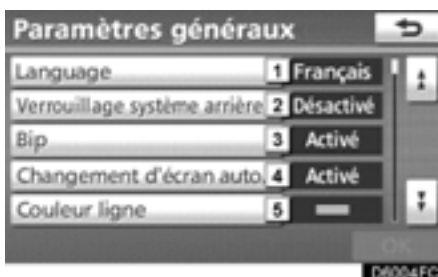 Paramètres généraux
Language 1 Français
Verrouillage système arrière 2 Désactivé
Bip 3 Activé
Changement d'écran auto. 4 Activé
Couleur ligne 5
OK
D6004FC